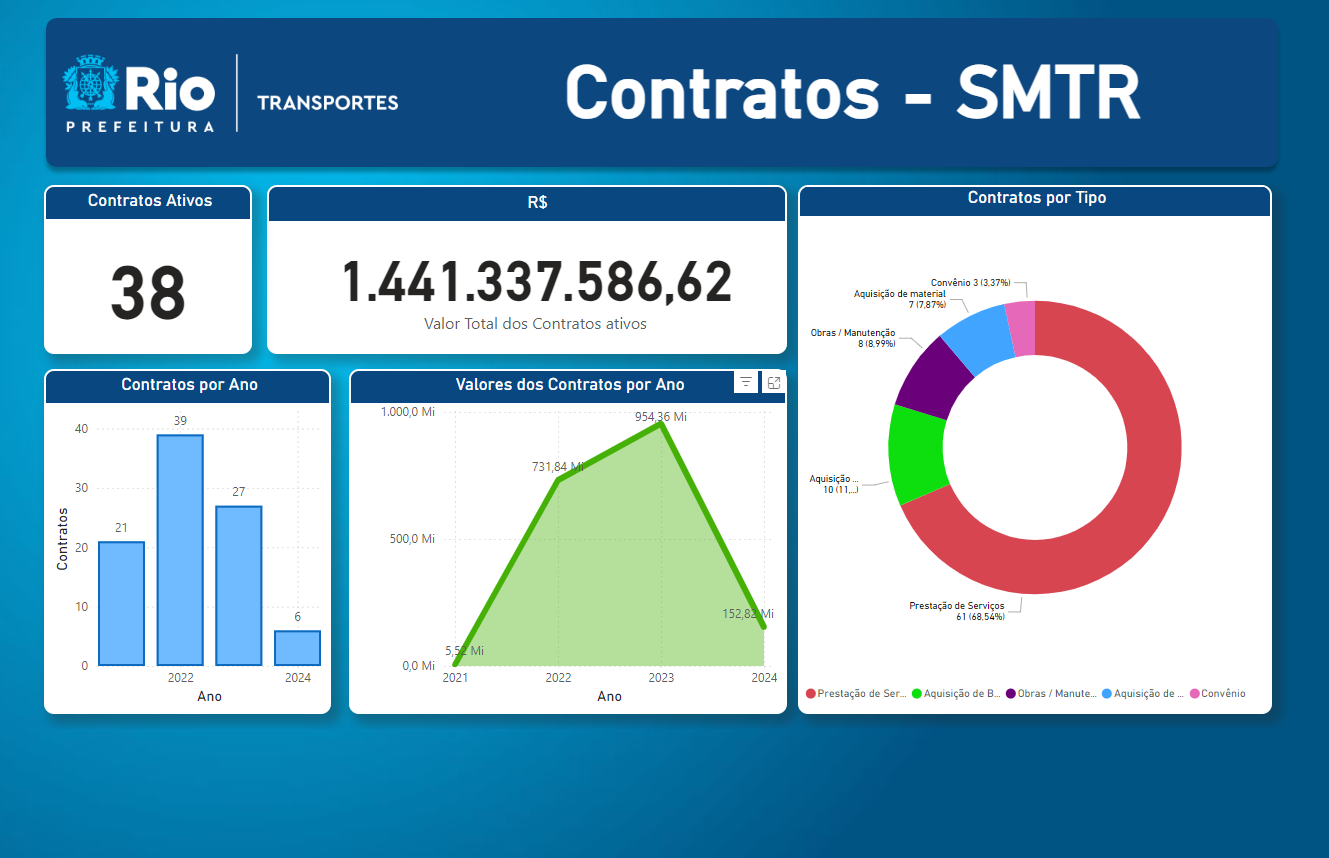 Rio
PREFEITURA
TRANSPORTES
Contratos - SMTR
Contratos Ativos
38
R$
1.441.337.586,62
Valor Total dos Contratos ativos
Contratos por Tipo
Convênio 3 (3,37%)
Aquisição de material
7 (7,87%)
Obras / Manutenção
8 (8,99%)
Aquisição ...
10 (11,...)
Prestação de Serviços
61 (68,54%)
Prestação de Ser... Aquisição de B... Obras / Manute... Aquisição de ... Convênio
Contratos por Ano
40
30
20
10
0
Contratos
21
39
27
6
2022
2024
Ano
Valores dos Contratos por Ano
1.000,0 Mi
500,0 Mi
0,0 Mi
5,52 Mi
731,84 Mi
954,36 Mi
152,82 Mi
2021
2022
2023
2024
Ano